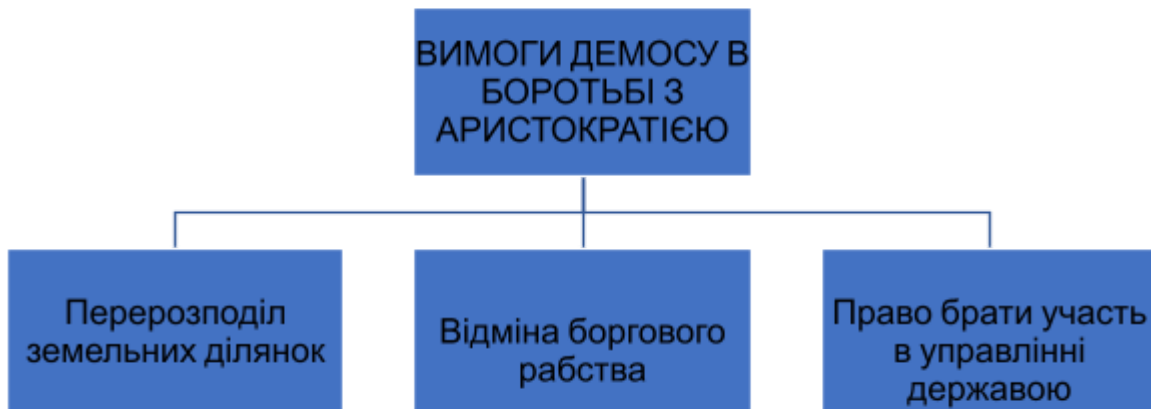 ВИМОГИ ДЕМОСУ В
БОРОТЬБІ З
АРИСТОКРАТІЄЮ
Перерозподіл
земельних ділянок
Відміна боргового
рабства
Право брати участь
в управлінні
державою